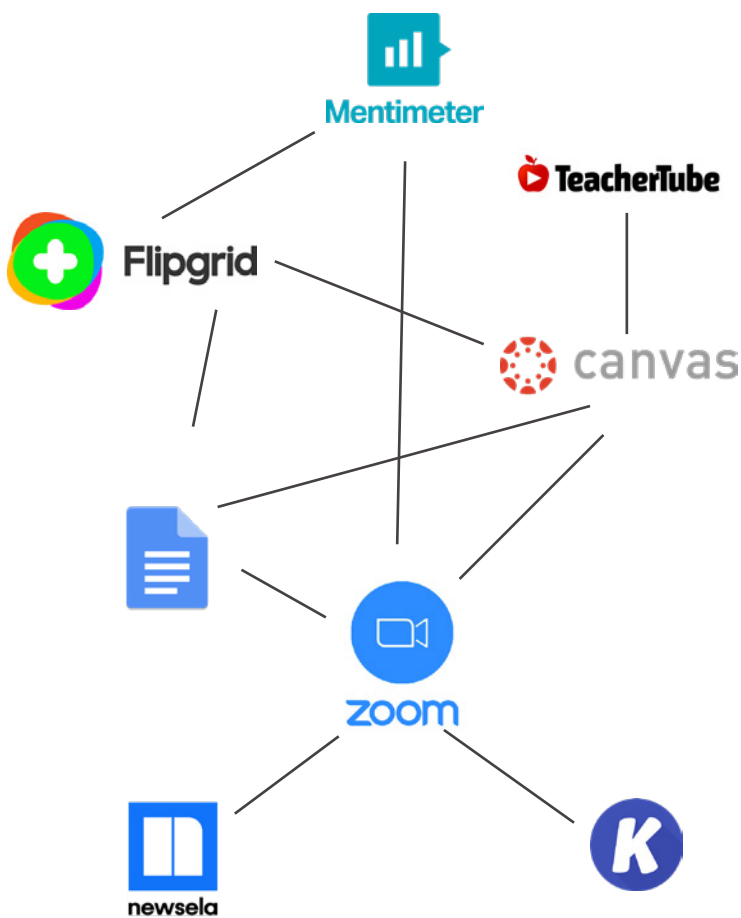 Mentimeter
TeacherTube
Flipgrid
canvas
zoom
newsela
K